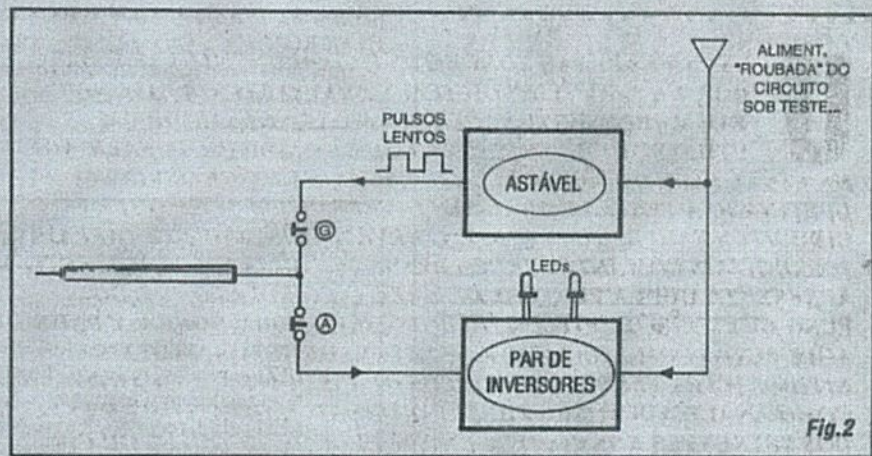 ALIMENT.
"ROUBADA" DO
CIRCUITO
SOB TESTE...
PULSOS
LENTOS
ASTÁVEL
G
LEDs
A
PAR DE
INVERSORES
Fig.2